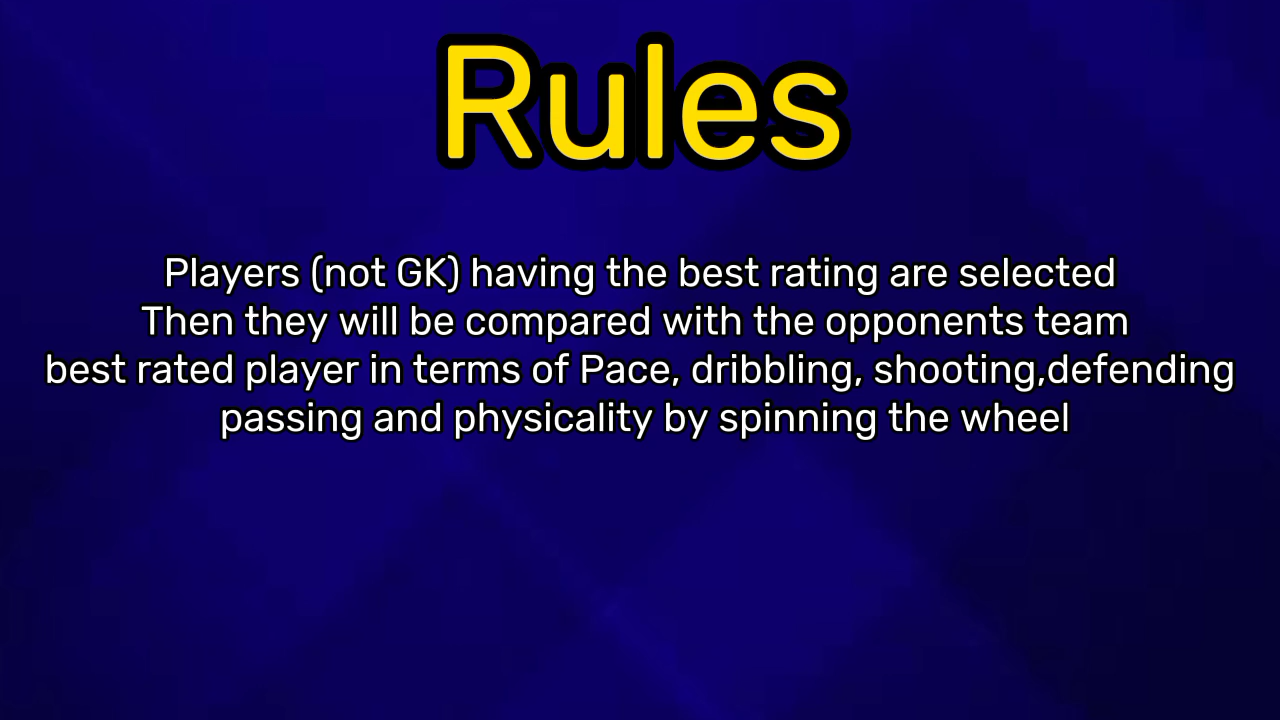 Rules
Players (not GK) having the best rating are selected
Then they will be compared with the opponents team
best rated player in terms of Pace, dribbling, shooting,defending
passing and physicality by spinning the wheel